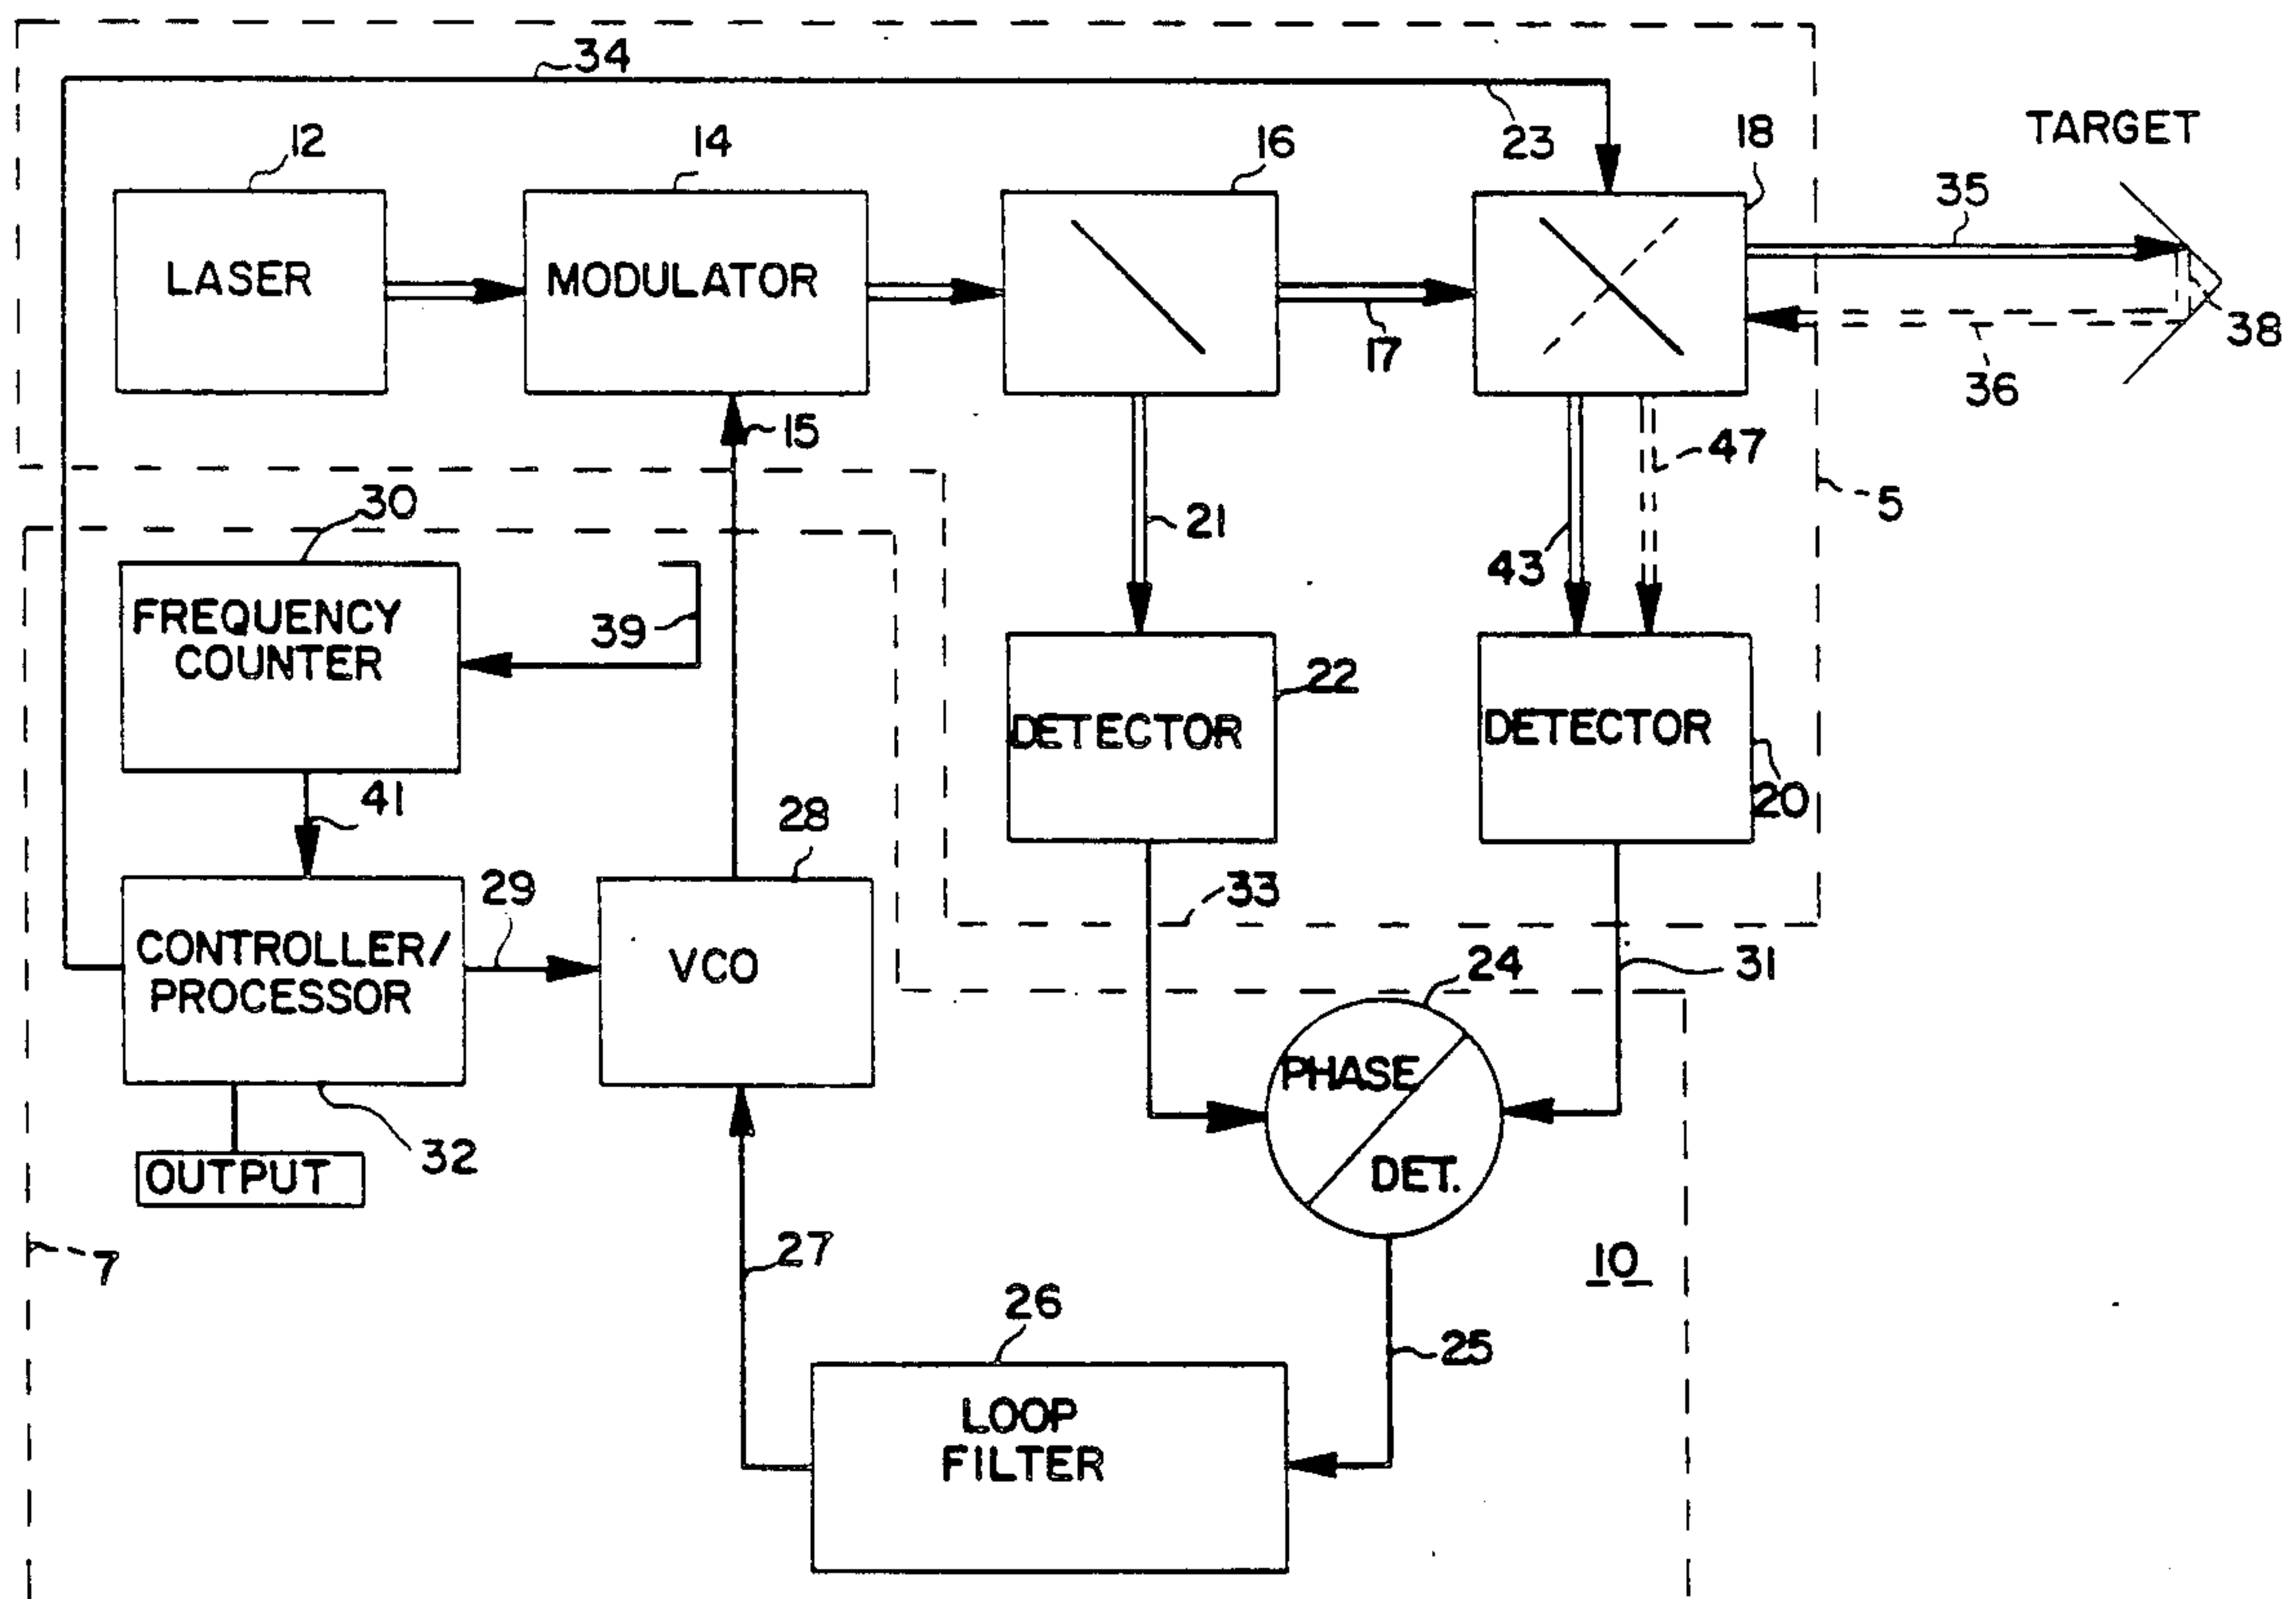 34
12
14
16
23
18
TARGET
35
LASER
MODULATOR
17
36
38
15
47
5
30
21
43
FREQUENCY
COUNTER
39
22
DETECTOR
DETECTOR
20
41
28
29
33
CONTROLLER/
PROCESSOR
VCO
24
31
PHASE
DET.
32
OUTPUT
27
7
10
26
25
LOOP
FILTER